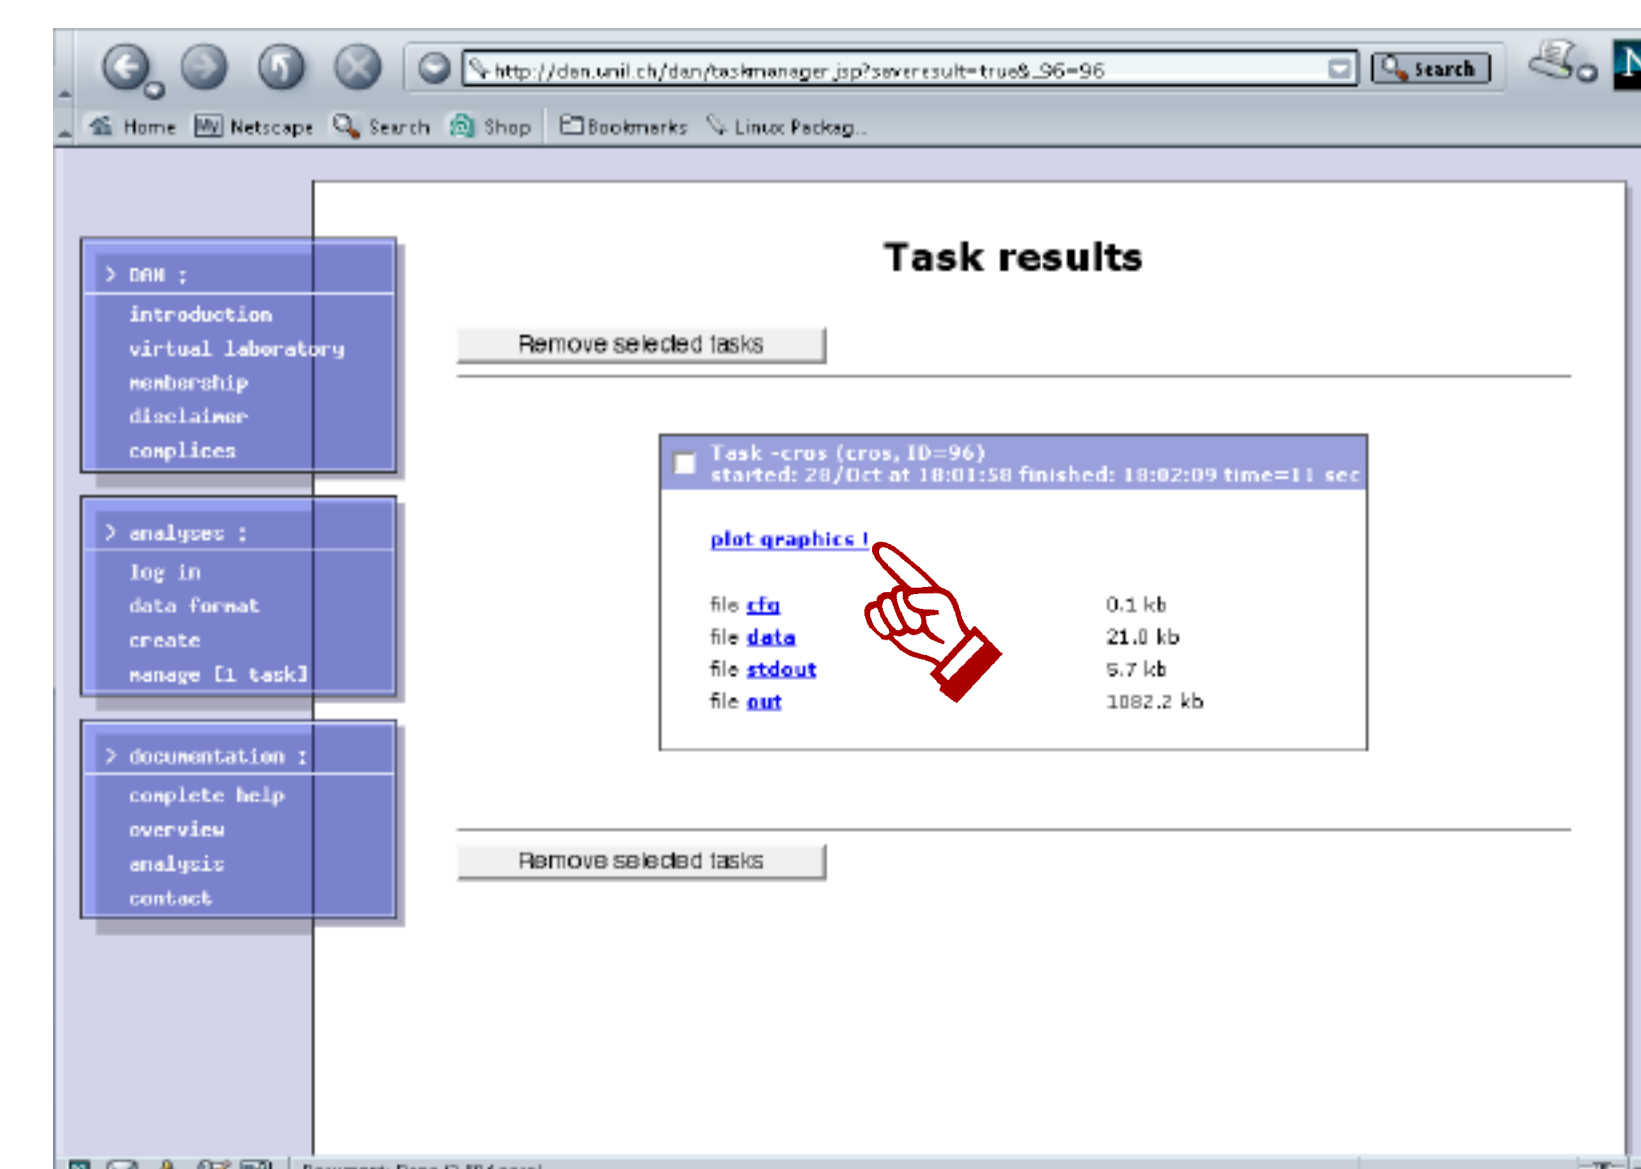 http://dan.unil.ch/dan/taskmanager.jsp?saveresult=true&_96=96
Search
N
Home My Netscape Search Shop Bookmarks Linux Packag...
Task results
> DAN :
introduction
virtual laboratory
membership
disclaimer
complices
Remove selected tasks
Task -cros (cros, ID=96)
started: 28/Oct at 18:01:58 finished: 18:02:09 time=11 sec
plot graphics !
file cfg 0.1 kb
file data 21.0 kb
file stdout 5.7 kb
file out 1082.2 kb
> analyses :
log in
data format
create
manage [1 task]
> documentation :
complete help
overview
analysis
contact
Remove selected tasks